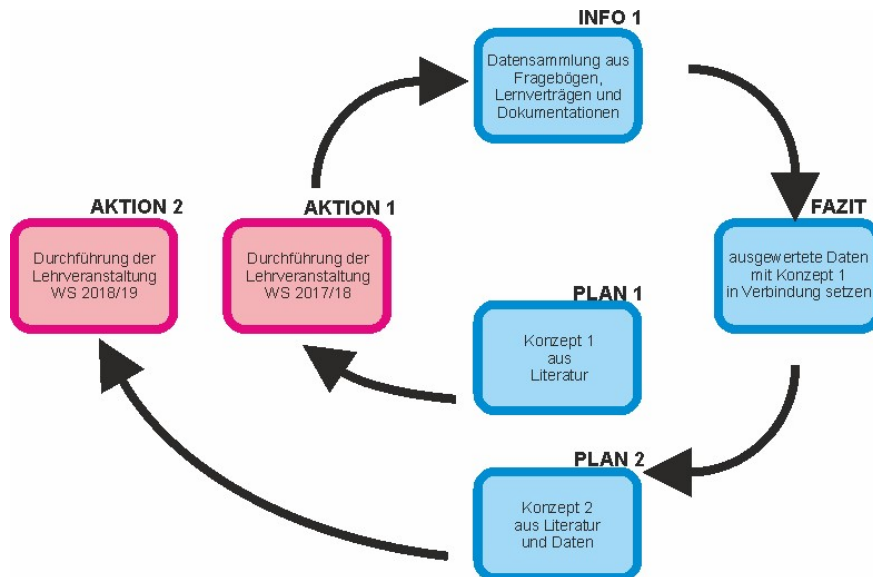 INFO 1
Datensammlung aus
Fragebögen,
Lernverträgen und
Dokumentationen
AKTION 2
Durchführung der
Lehrveranstaltung
WS 2018/19
AKTION 1
Durchführung der
Lehrveranstaltung
WS 2017/18
FAZIT
ausgewertete Daten
mit Konzept 1
in Verbindung setzen
PLAN 1
Konzept 1
aus
Literatur
PLAN 2
Konzept 2
aus Literatur
und Daten